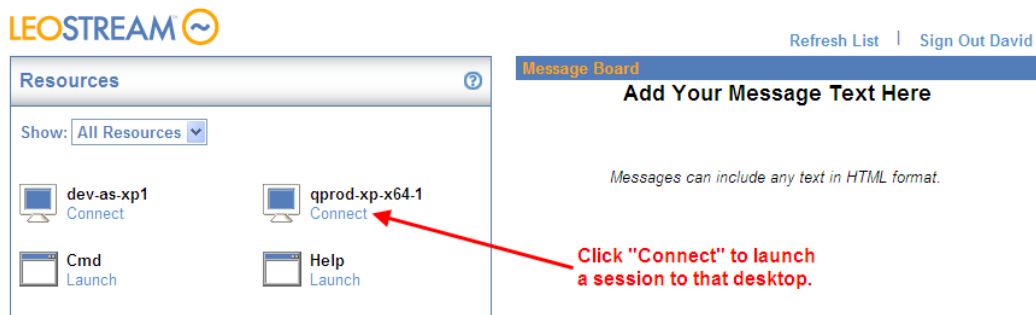 LEOSTREAM
Refresh List | Sign Out David
Resources
Message Board
Add Your Message Text Here
Show: All Resources
Messages can include any text in HTML format.
dev-as-xp1
Connect
qprod-xp-x64-1
Connect
Cmd
Launch
Help
Launch
Click "Connect" to launch
a session to that desktop.